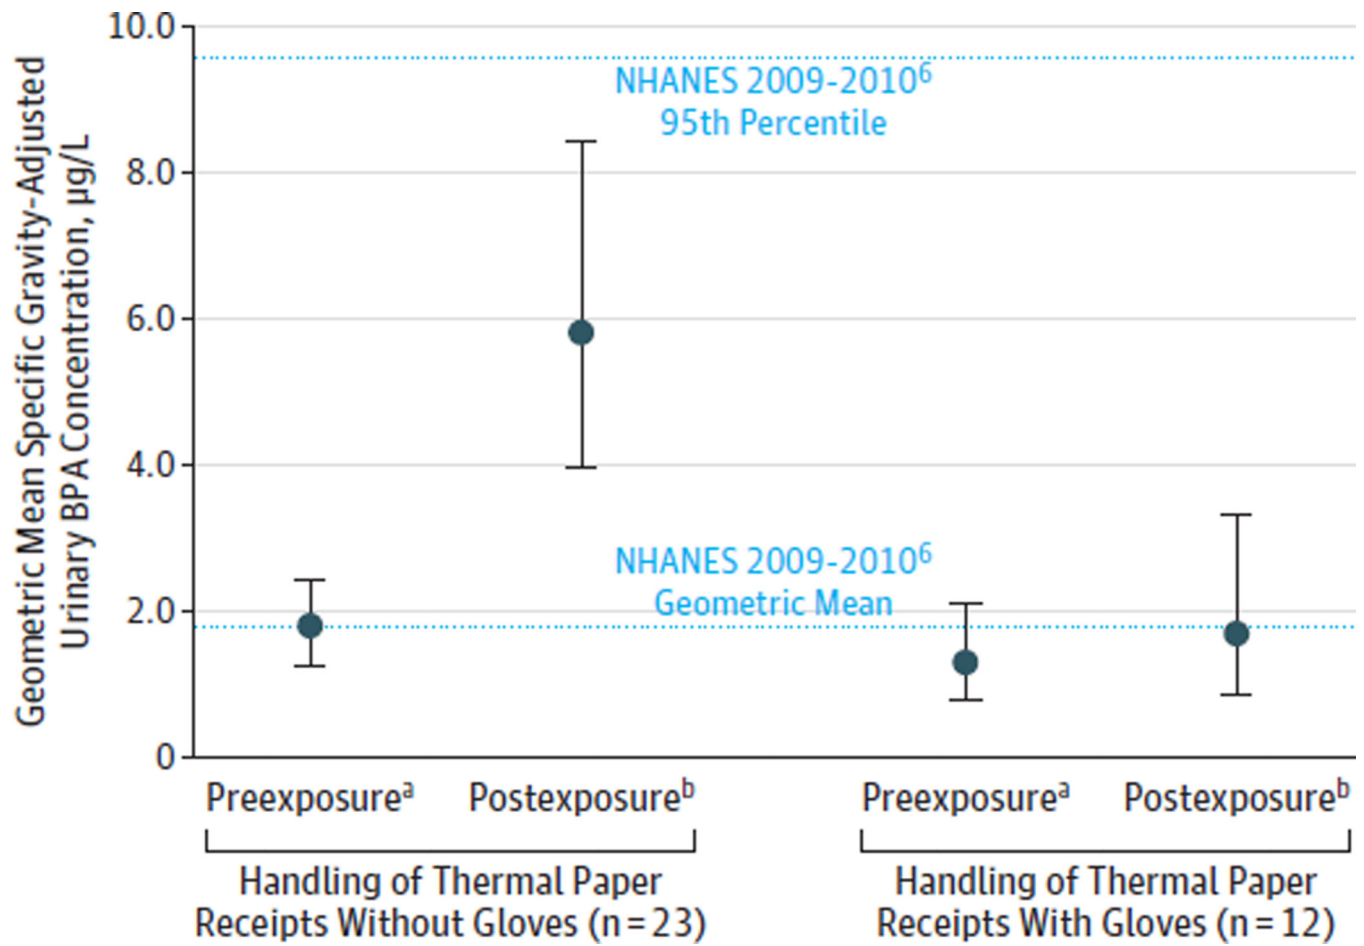 Geometric Mean Specific Gravity-Adjusted
Urinary BPA Concentration, µg/L
10.0
8.0
6.0
4.0
2.0
0
NHANES 2009-2010⁶
95th Percentile
NHANES 2009-2010⁶
Geometric Mean
Preexposureᵃ
Postexposureᵇ
Preexposureᵃ
Postexposureᵇ
Handling of Thermal Paper
Receipts Without Gloves (n=23)
Handling of Thermal Paper
Receipts With Gloves (n=12)